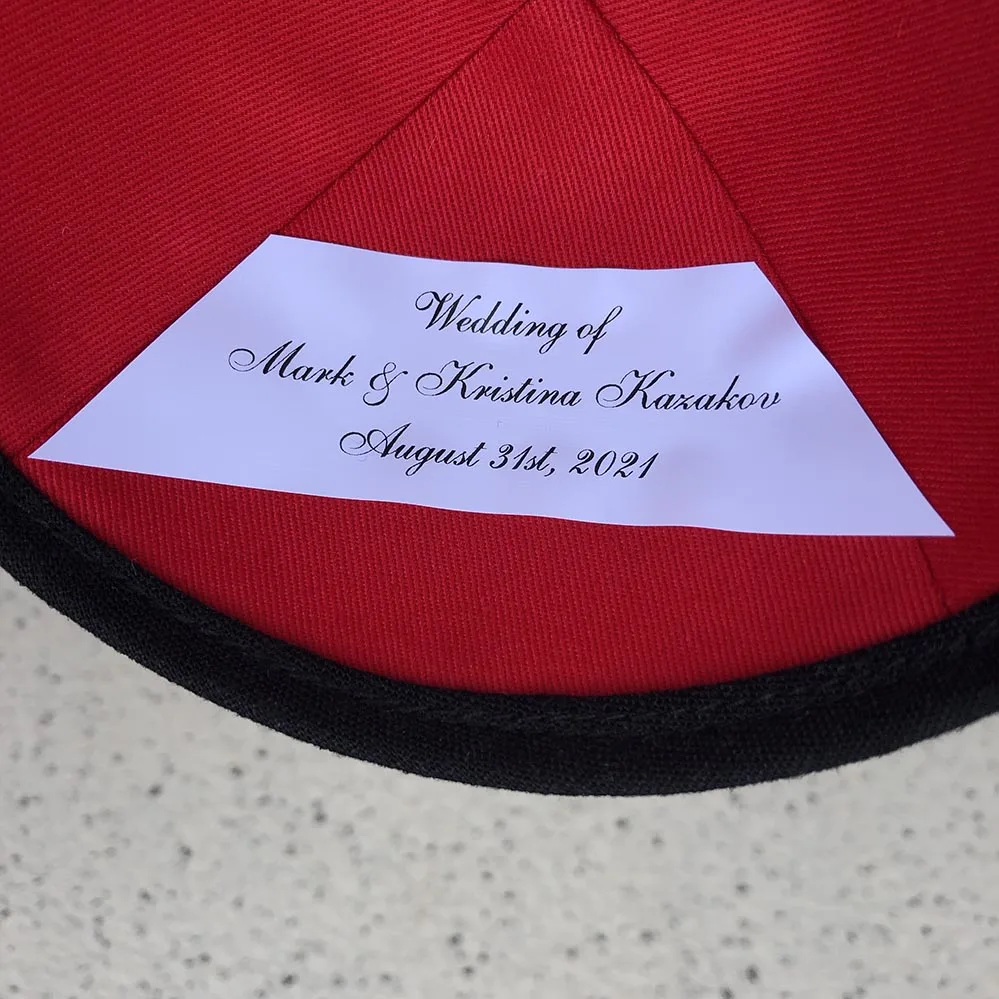 Wedding of
Mark & Kristina Kazakov
August 31st, 2021